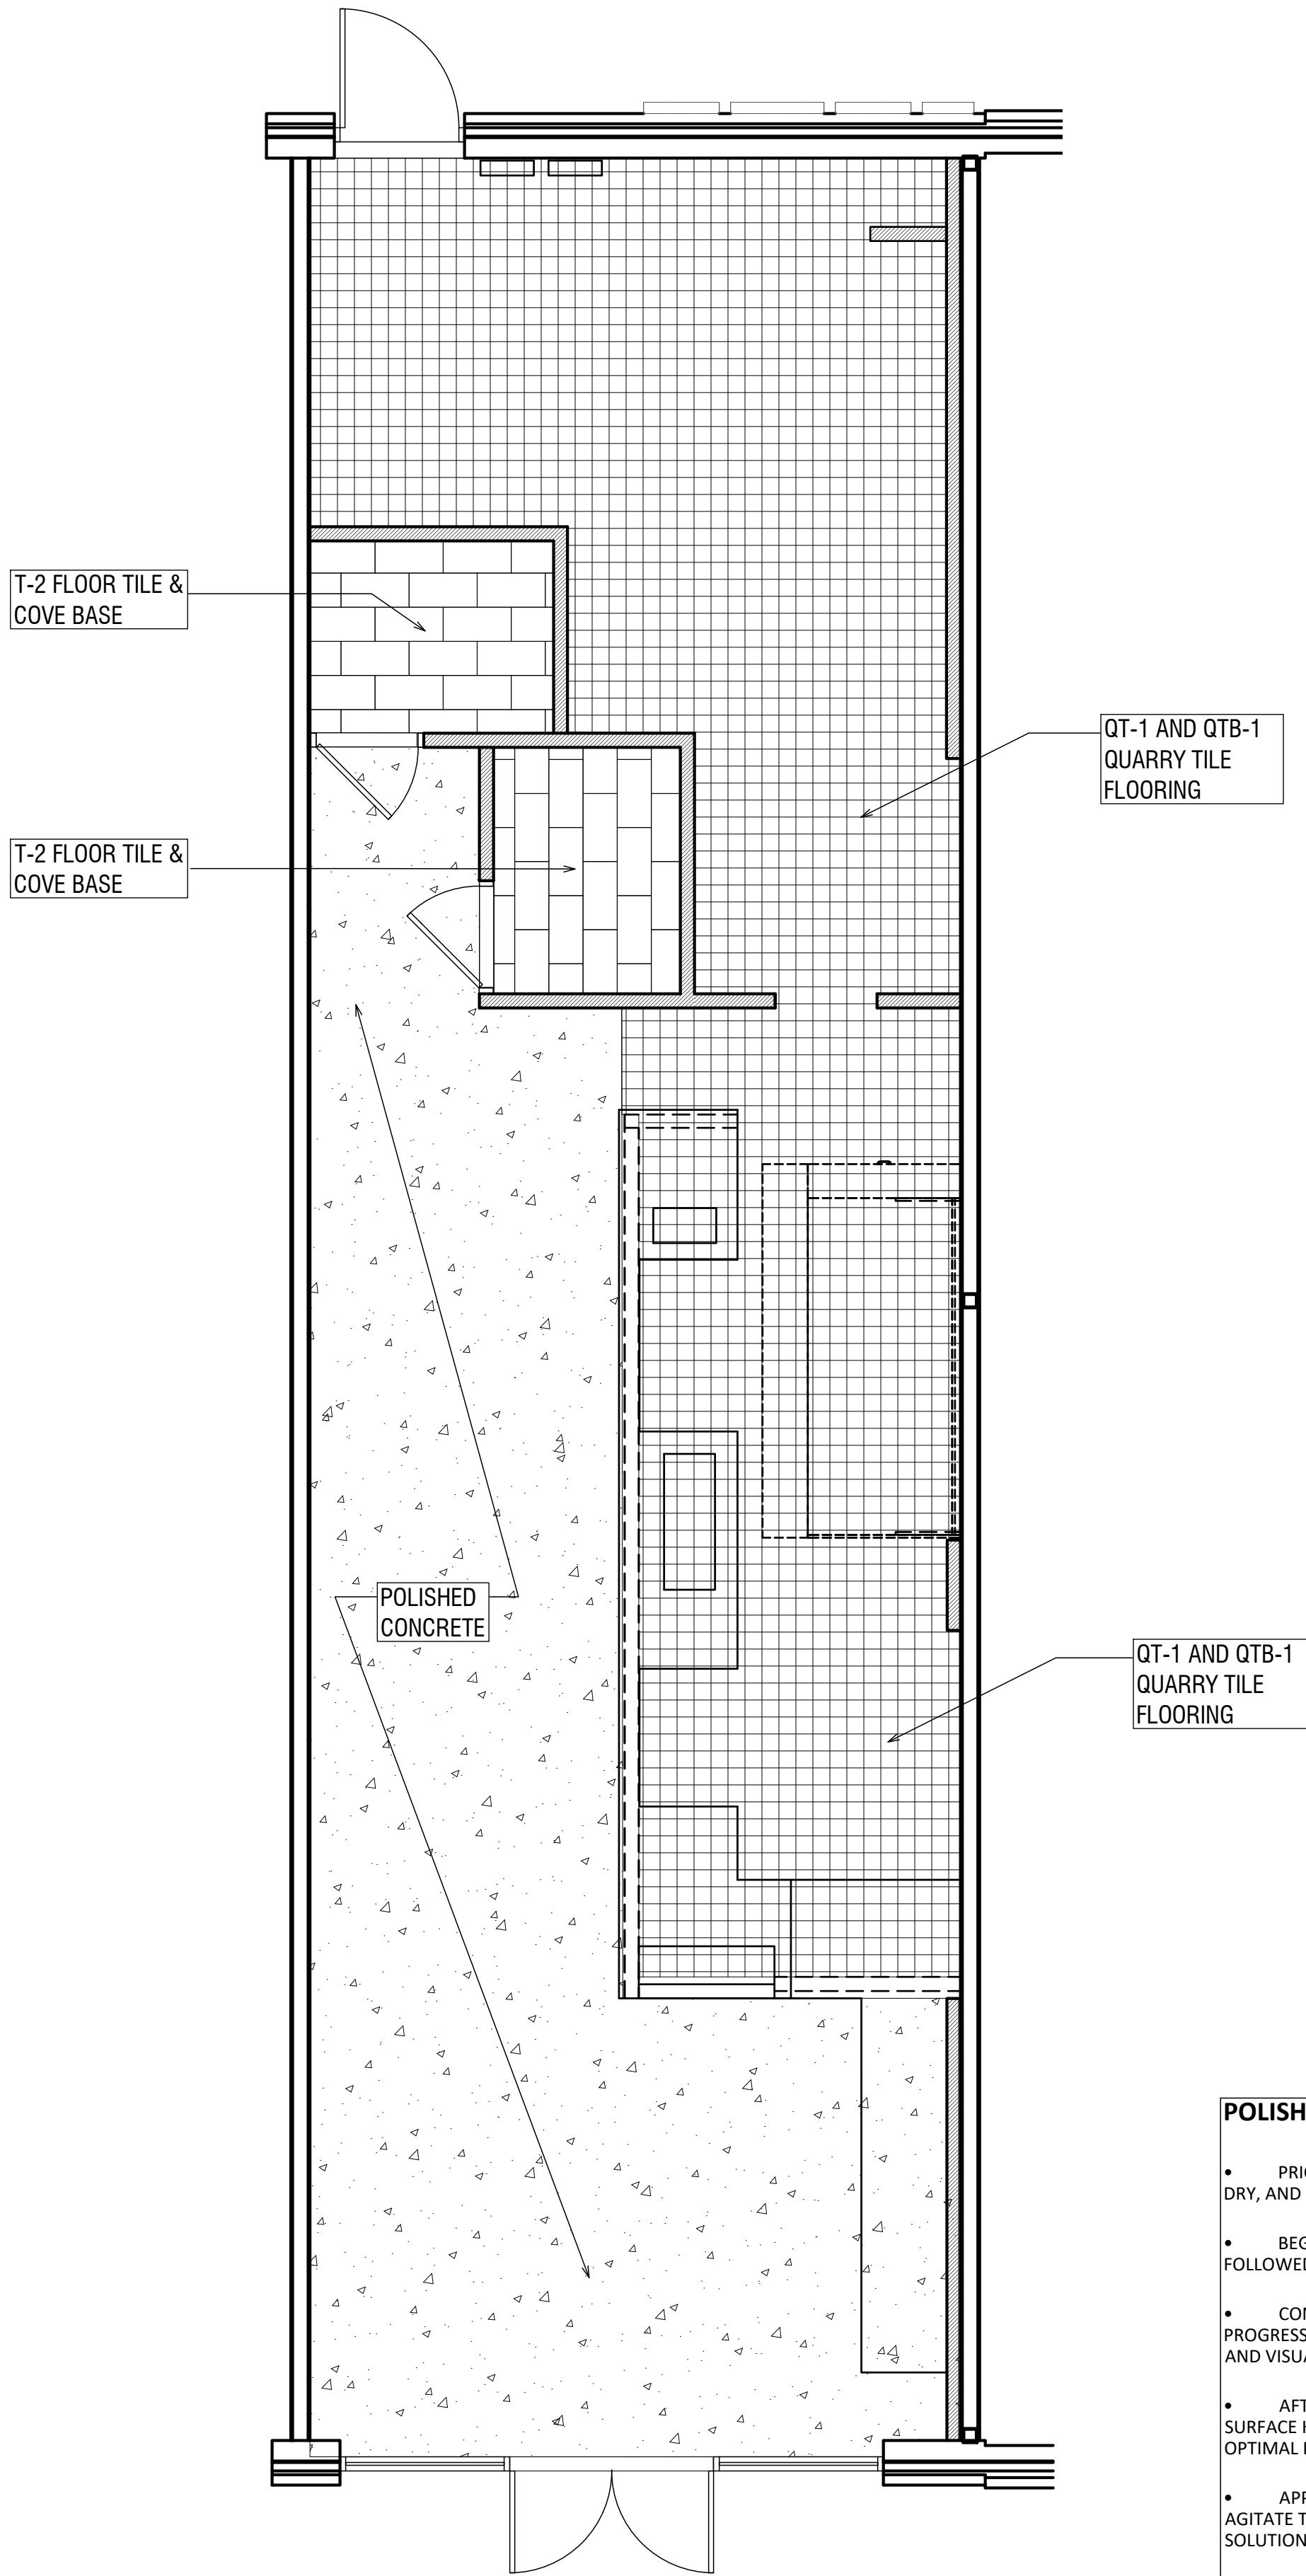 T-2 FLOOR TILE &
COVE BASE
QT-1 AND QTB-1
QUARRY TILE
FLOORING
T-2 FLOOR TILE &
COVE BASE
POLISHED
CONCRETE
QT-1 AND QTB-1
QUARRY TILE
FLOORING
POLISH
•
DRY, AND
•
FOLLOWED
•
PROGRESS
AND VISUA
•
SURFACE
OPTIMAL
•
AGITATE
SOLUTION